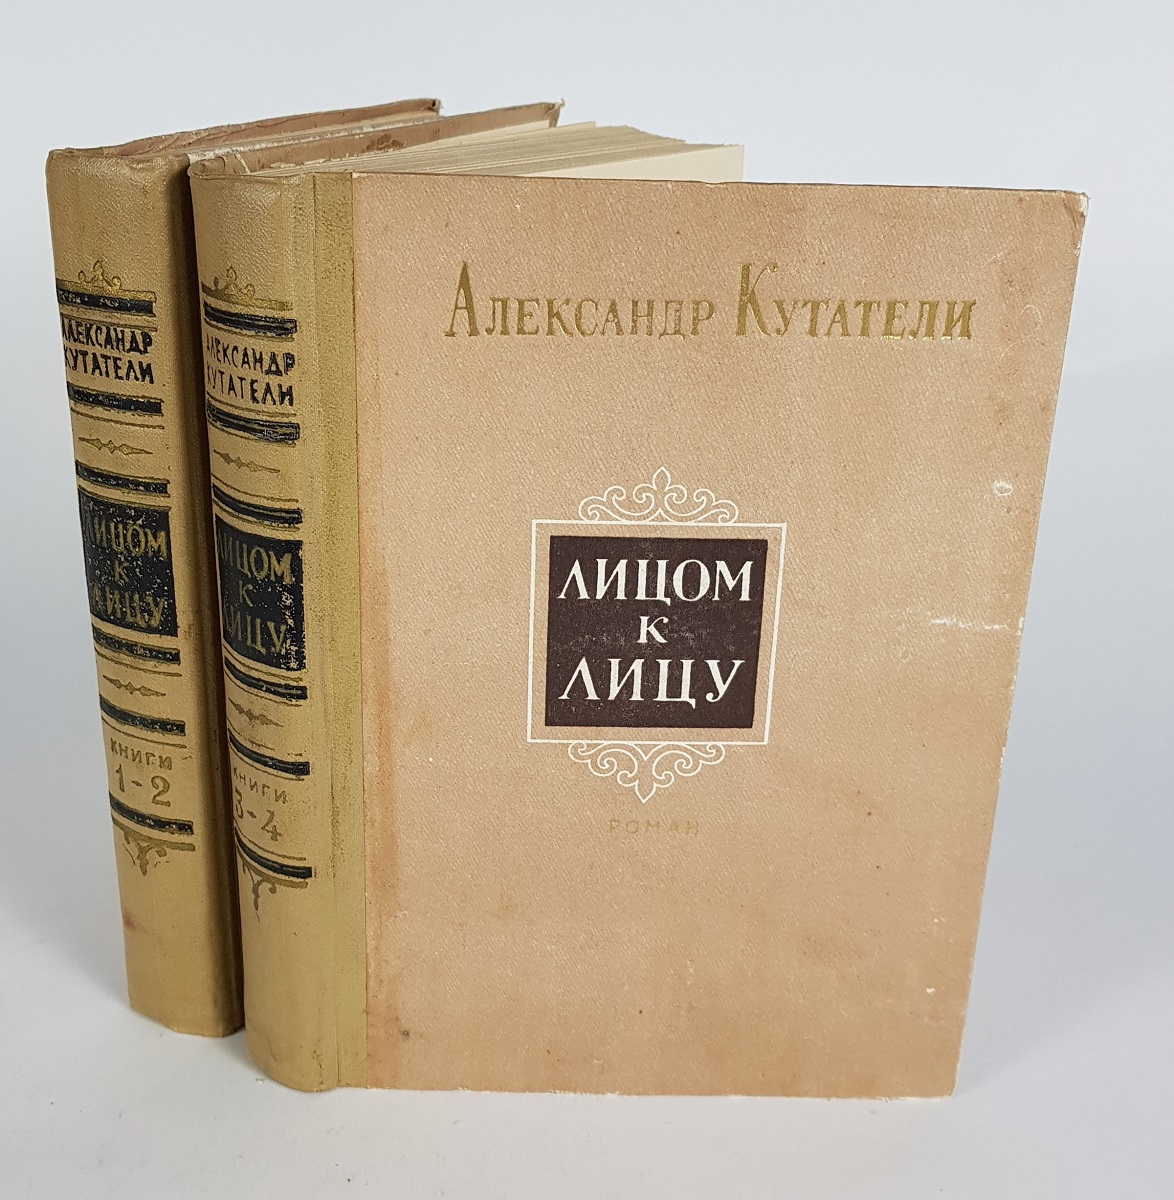 АЛЕКСАНДР
КУТАТЕЛИ
ЛИЦОМ
К
ЛИЦУ
КНИГИ
1-2
АЛЕКСАНДР
КУТАТЕЛИ
ЛИЦОМ
К
ЛИЦУ
КНИГИ
3-4
АЛЕКСАНДР КУТАТЕЛИ
ЛИЦОМ
К
ЛИЦУ
РОМАН